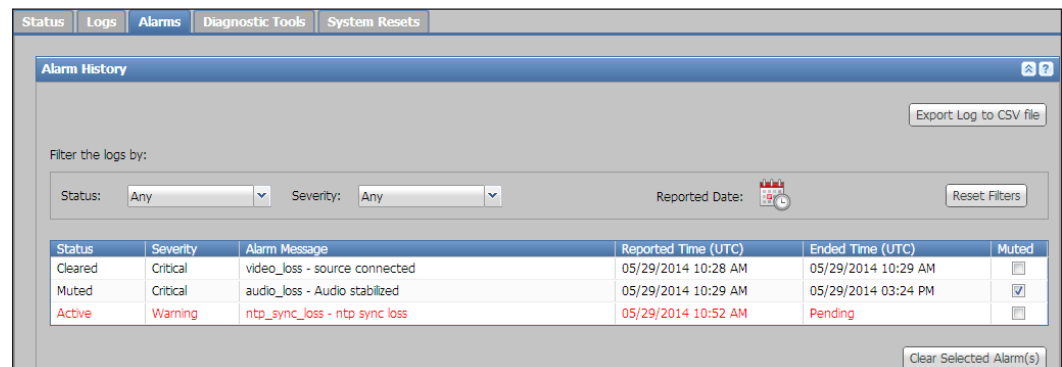 Status Logs Alarms Diagnostic Tools System Resets
Alarm History ?
Export Log to CSV file
Filter the logs by:
Status: Any Severity: Any Reported Date: Reset Filters
Status Severity Alarm Message Reported Time (UTC) Ended Time (UTC) Muted
Cleared Critical video_loss - source connected 05/29/2014 10:28 AM 05/29/2014 10:29 AM
Muted Critical audio_loss - Audio stabilized 05/29/2014 10:29 AM 05/29/2014 03:24 PM
Active Warning ntp_sync_loss - ntp sync loss 05/29/2014 10:52 AM Pending
Clear Selected Alarm(s)